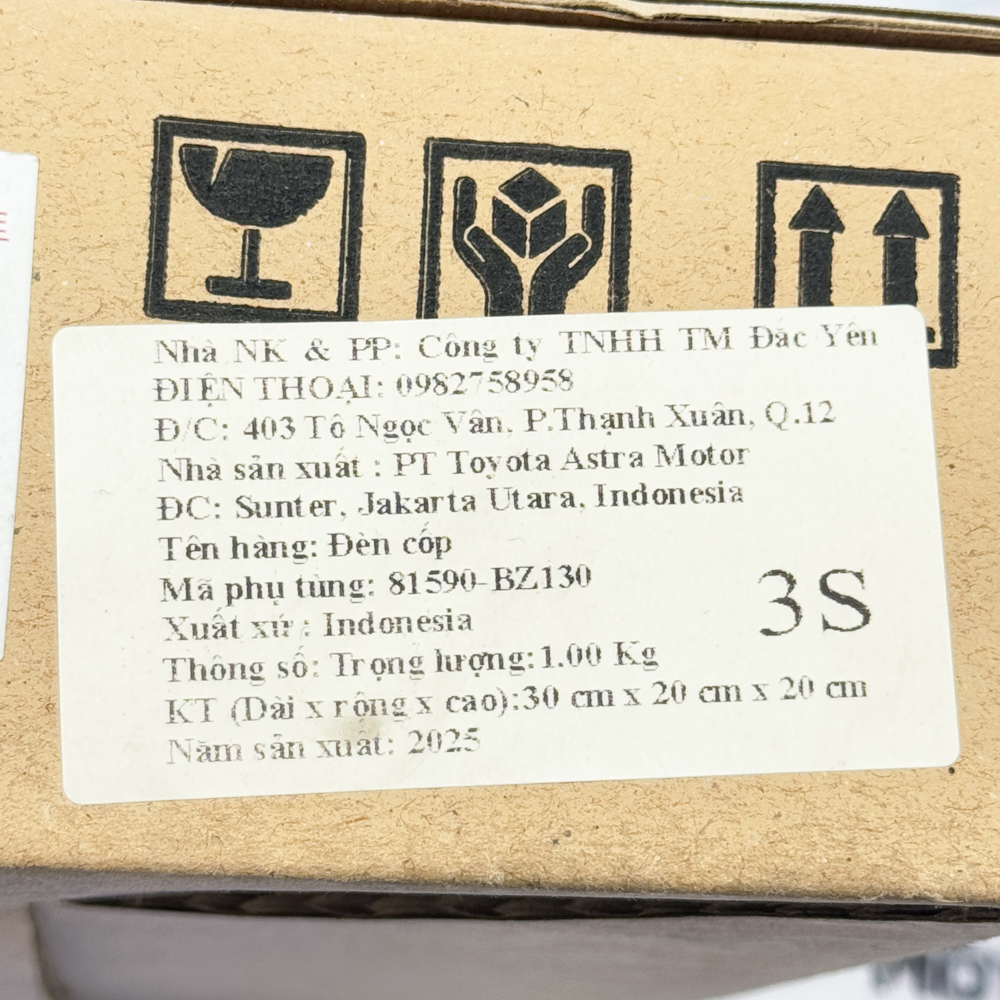 Nhà NK & PP: Công ty TNHH TM Đắc Yên
ĐIỆN THOẠI: 0982758958
Đ/C: 403 Tô Ngọc Vân, P.Thạnh Xuân, Q.12
Nhà sản xuất : PT Toyota Astra Motor
ĐC: Sunter, Jakarta Utara, Indonesia
Tên hàng: Đèn cốp
Mã phụ tùng: 81590-BZ130
3S
Xuất xứ : Indonesia
Thông số: Trọng lượng:1.00 Kg
KT (Dài x rộng x cao):30 cm x 20 cm x 20 cm
Năm sản xuất: 2025